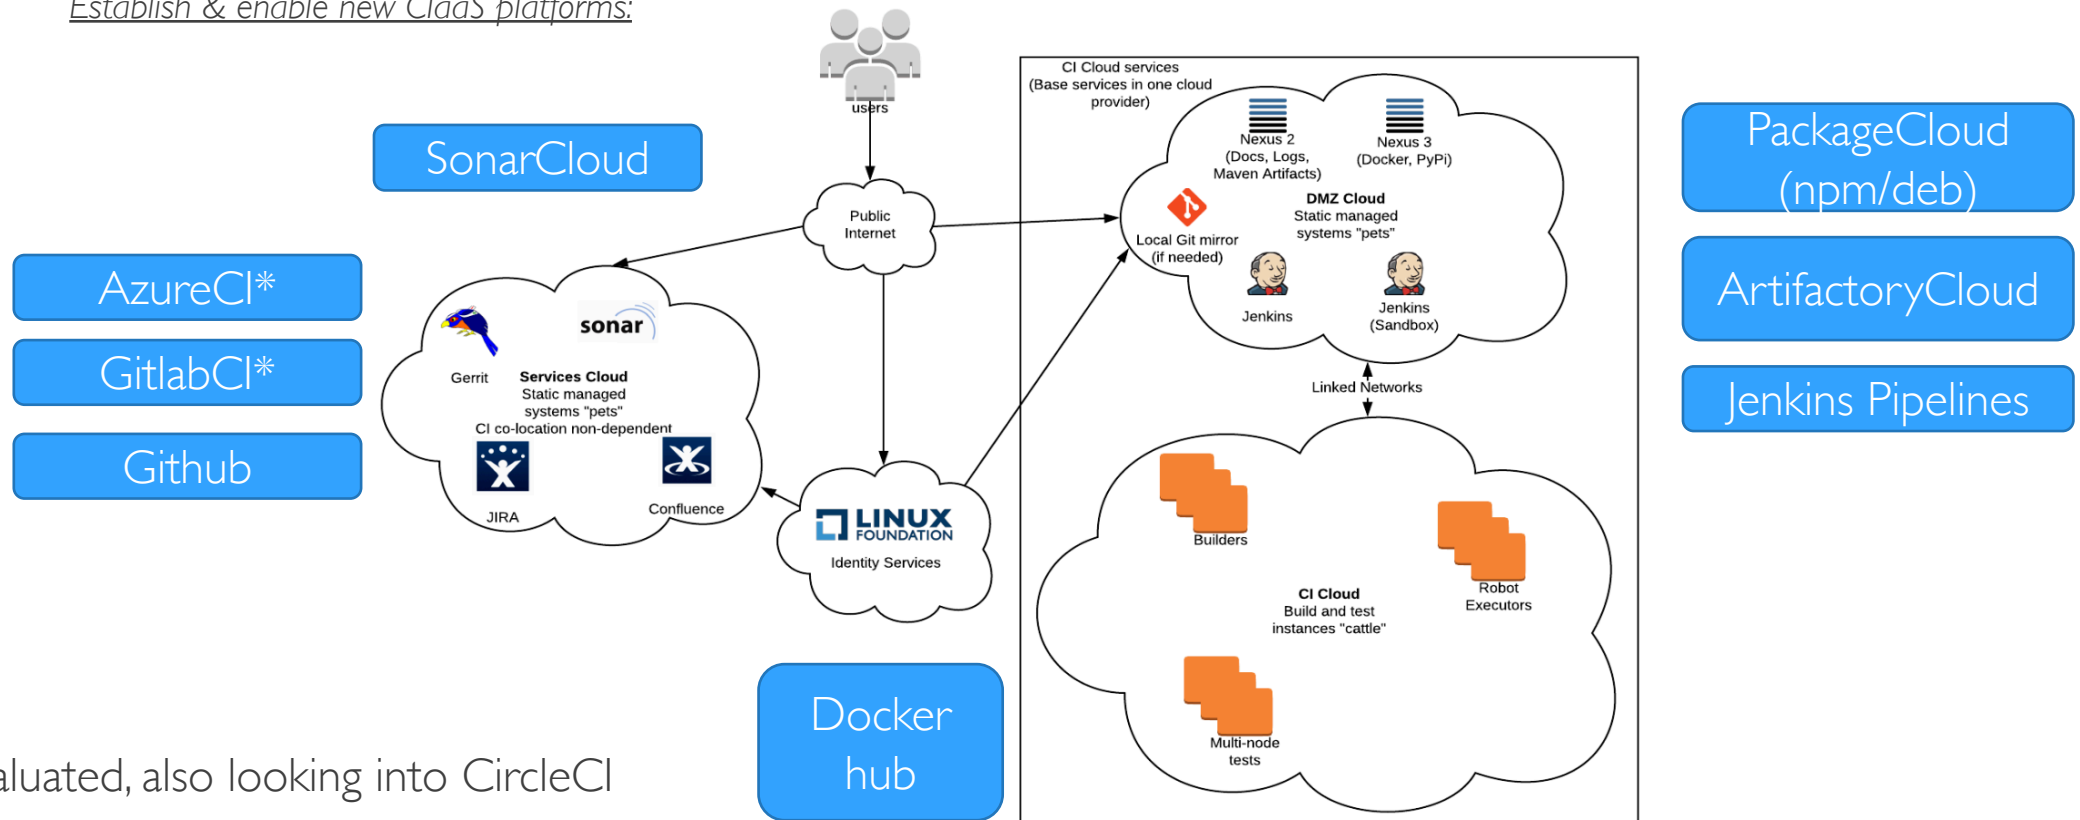 Establish & enable new CIaaS platforms:
users
SonarCloud
AzureCI*
GitlabCI*
Github
Public
Internet
Gerrit
sonar
Services Cloud
Static managed
systems "pets"
CI co-location non-dependent
JIRA
Confluence
LINUX
FOUNDATION
Identity Services
CI Cloud services
(Base services in one cloud
provider)
Nexus 2
(Docs, Logs,
Maven Artifacts)
Nexus 3
(Docker, PyPi)
DMZ Cloud
Static managed
systems "pets"
Local Git mirror
(if needed)
Jenkins
Jenkins
(Sandbox)
Linked Networks
Builders
Robot
Executors
CI Cloud
Build and test
instances "cattle"
Multi-node
tests
PackageCloud
(npm/deb)
ArtifactoryCloud
Jenkins Pipelines
Docker
hub
aluated, also looking into CircleCI